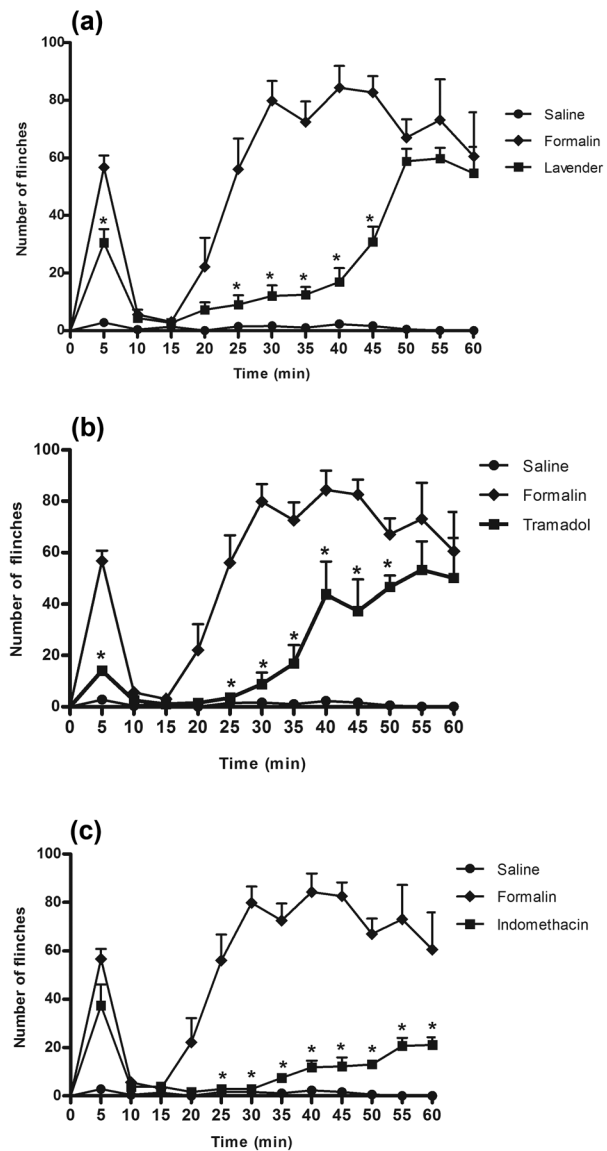 (a)
Number of flinches
100
80
60
40
20
0
* * * * * *
0 5 10 15 20 25 30 35 40 45 50 55 60
Time (min)
Saline
Formalin
Lavender
(b)
Number of flinches
100
80
60
40
20
0
* * * * * * *
0 5 10 15 20 25 30 35 40 45 50 55 60
Time (min)
Saline
Formalin
Tramadol
(c)
Number of flinches
100
80
60
40
20
0
* * * * * * * *
0 5 10 15 20 25 30 35 40 45 50 55 60
Time (min)
Saline
Formalin
Indomethacin